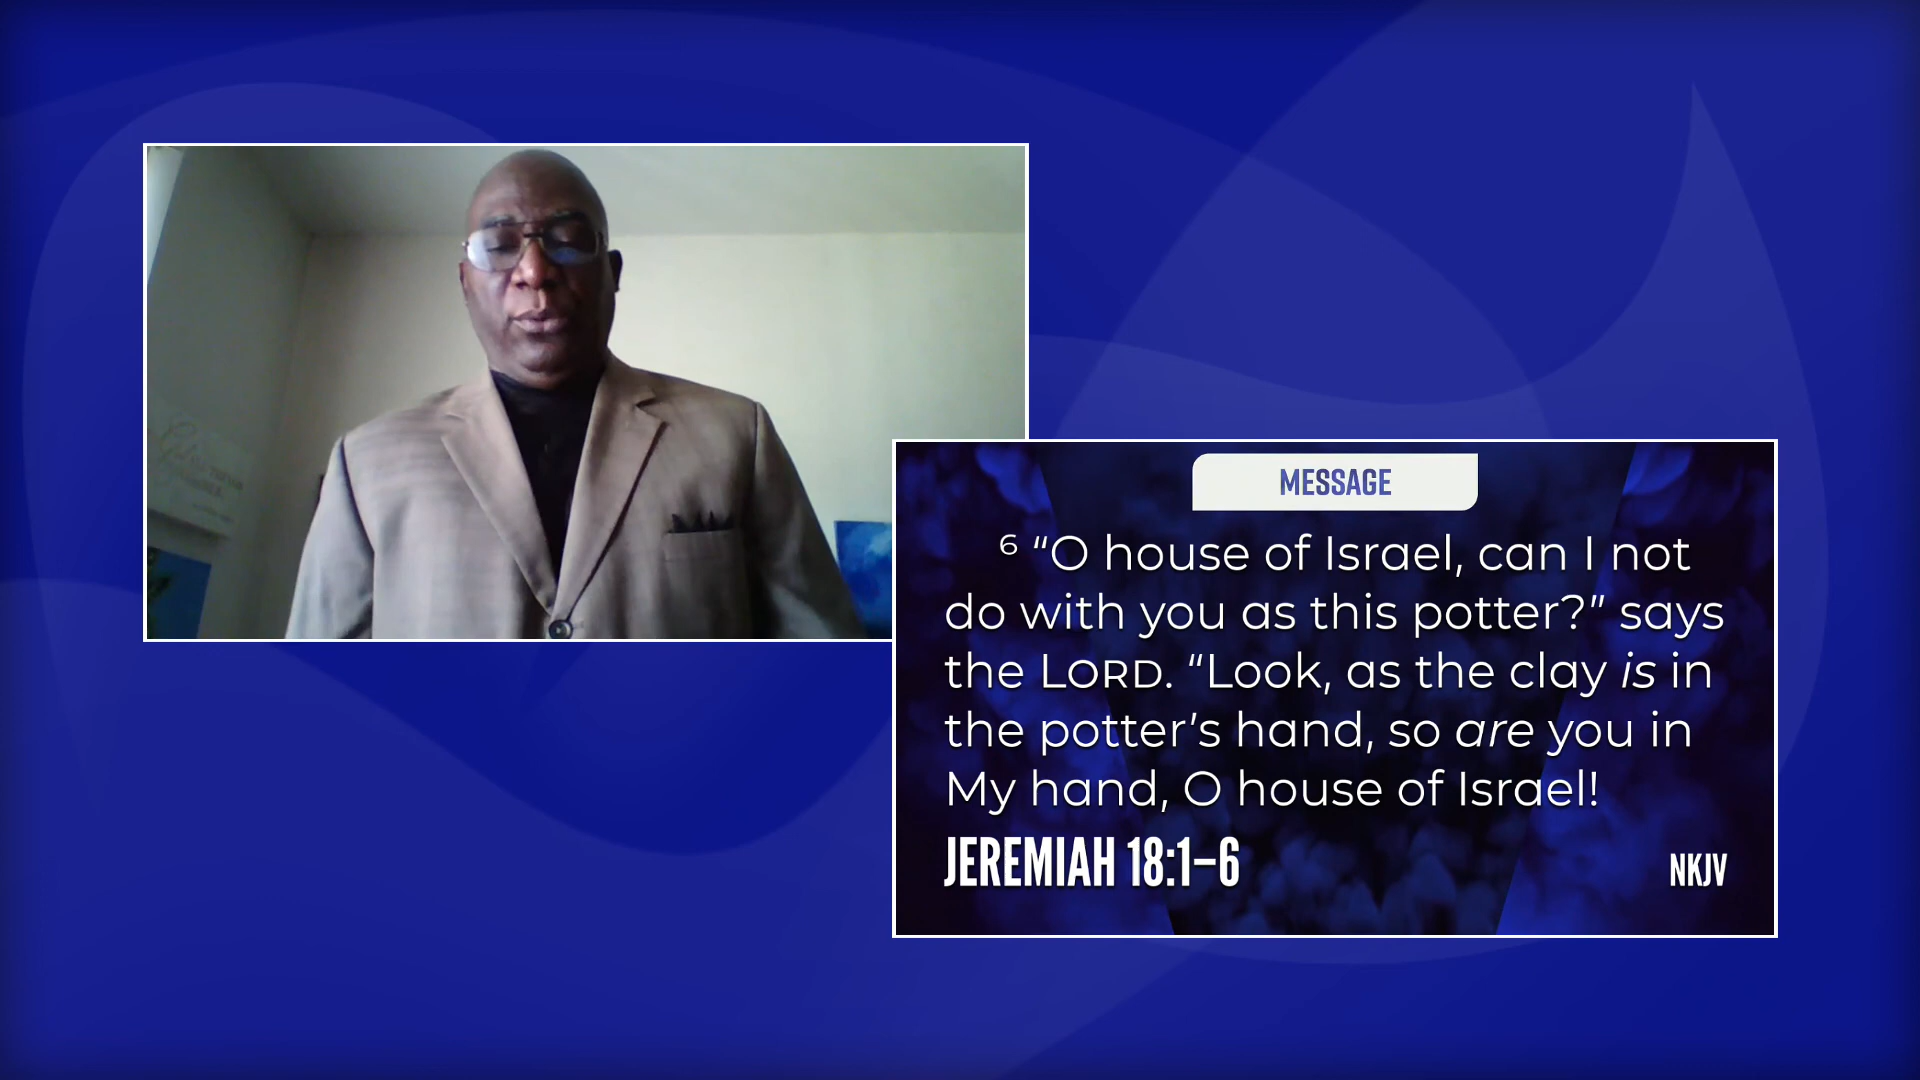 MESSAGE
6 “O house of Israel, can I not
do with you as this potter?” says
the LORD. “Look, as the clay is in
the potter’s hand, so are you in
My hand, O house of Israel!
JEREMIAH 18:1–6
NKJV